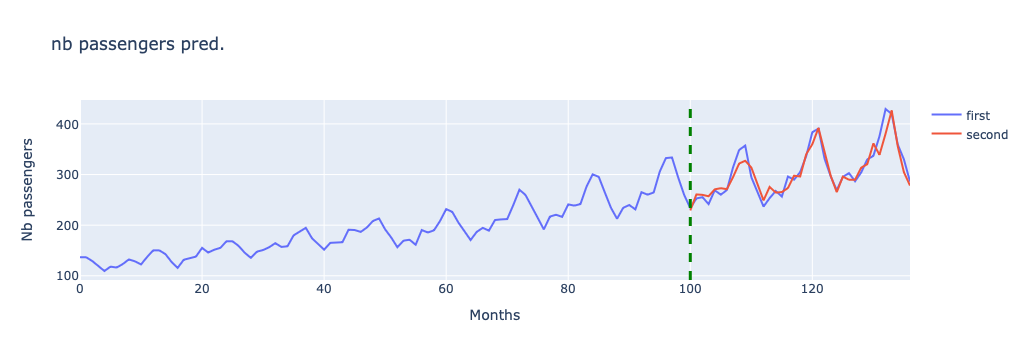 nb passengers pred.
first
second
Nb passengers
400
300
200
100
0 20 40 60 80 100 120
Months